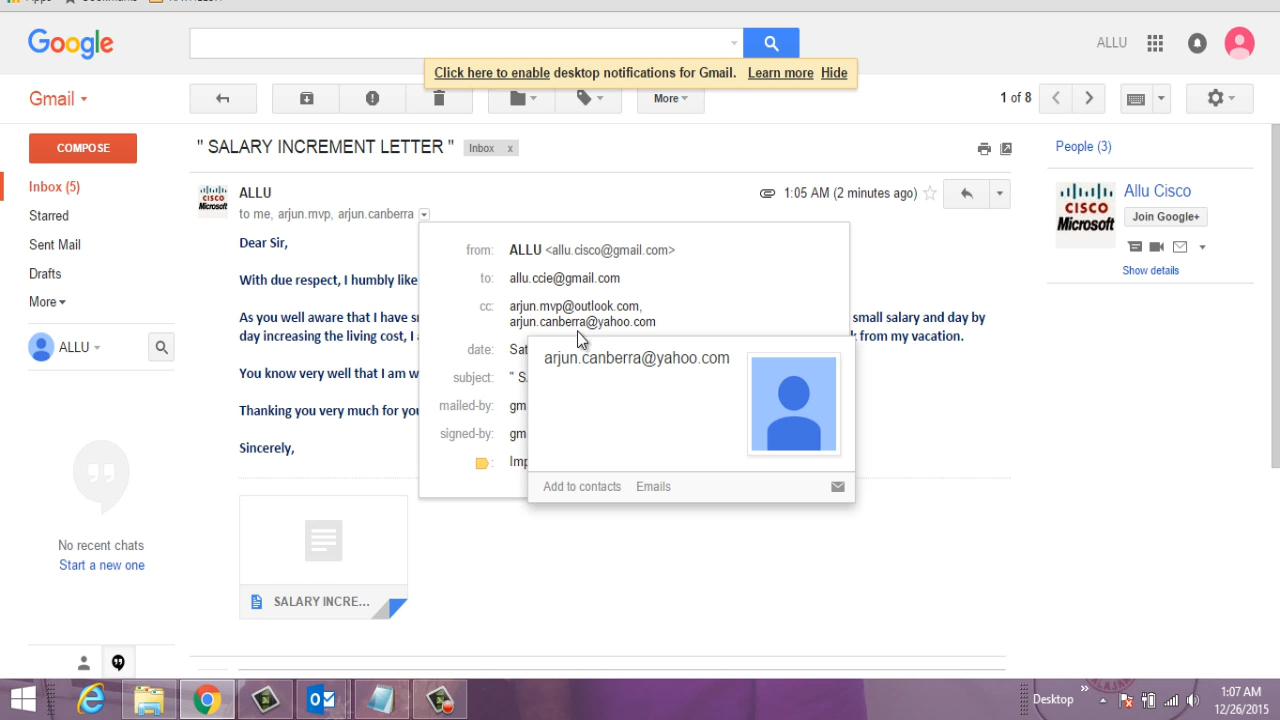 Google
ALLU
Click here to enable desktop notifications for Gmail. Learn more Hide
Gmail
More
1 of 8
COMPOSE
" SALARY INCREMENT LETTER "
Inbox x
People (3)
Inbox (5)
Starred
Sent Mail
Drafts
More
ALLU
No recent chats
Start a new one
CISCO
Microsoft
ALLU
1:05 AM (2 minutes ago)
to me, arjun.mvp, arjun.canberra
Dear Sir,
With due respect, I humbly like
As you well aware that I have
small salary and day by
day increasing the living cost, I
from my vacation.
You know very well that I am
Thanking you very much for
Sincerely,
from: ALLU <allu.cisco@gmail.com>
to: allu.ccie@gmail.com
cc: arjun.mvp@outlook.com,
arjun.canberra@yahoo.com
date: Sat
subject: " S
mailed-by: gm
signed-by: gm
: Imp
arjun.canberra@yahoo.com
Add to contacts Emails
SALARY INCRE...
CISCO
Microsoft
Allu Cisco
Join Google+
Show details
Desktop
1:07 AM
12/26/2015